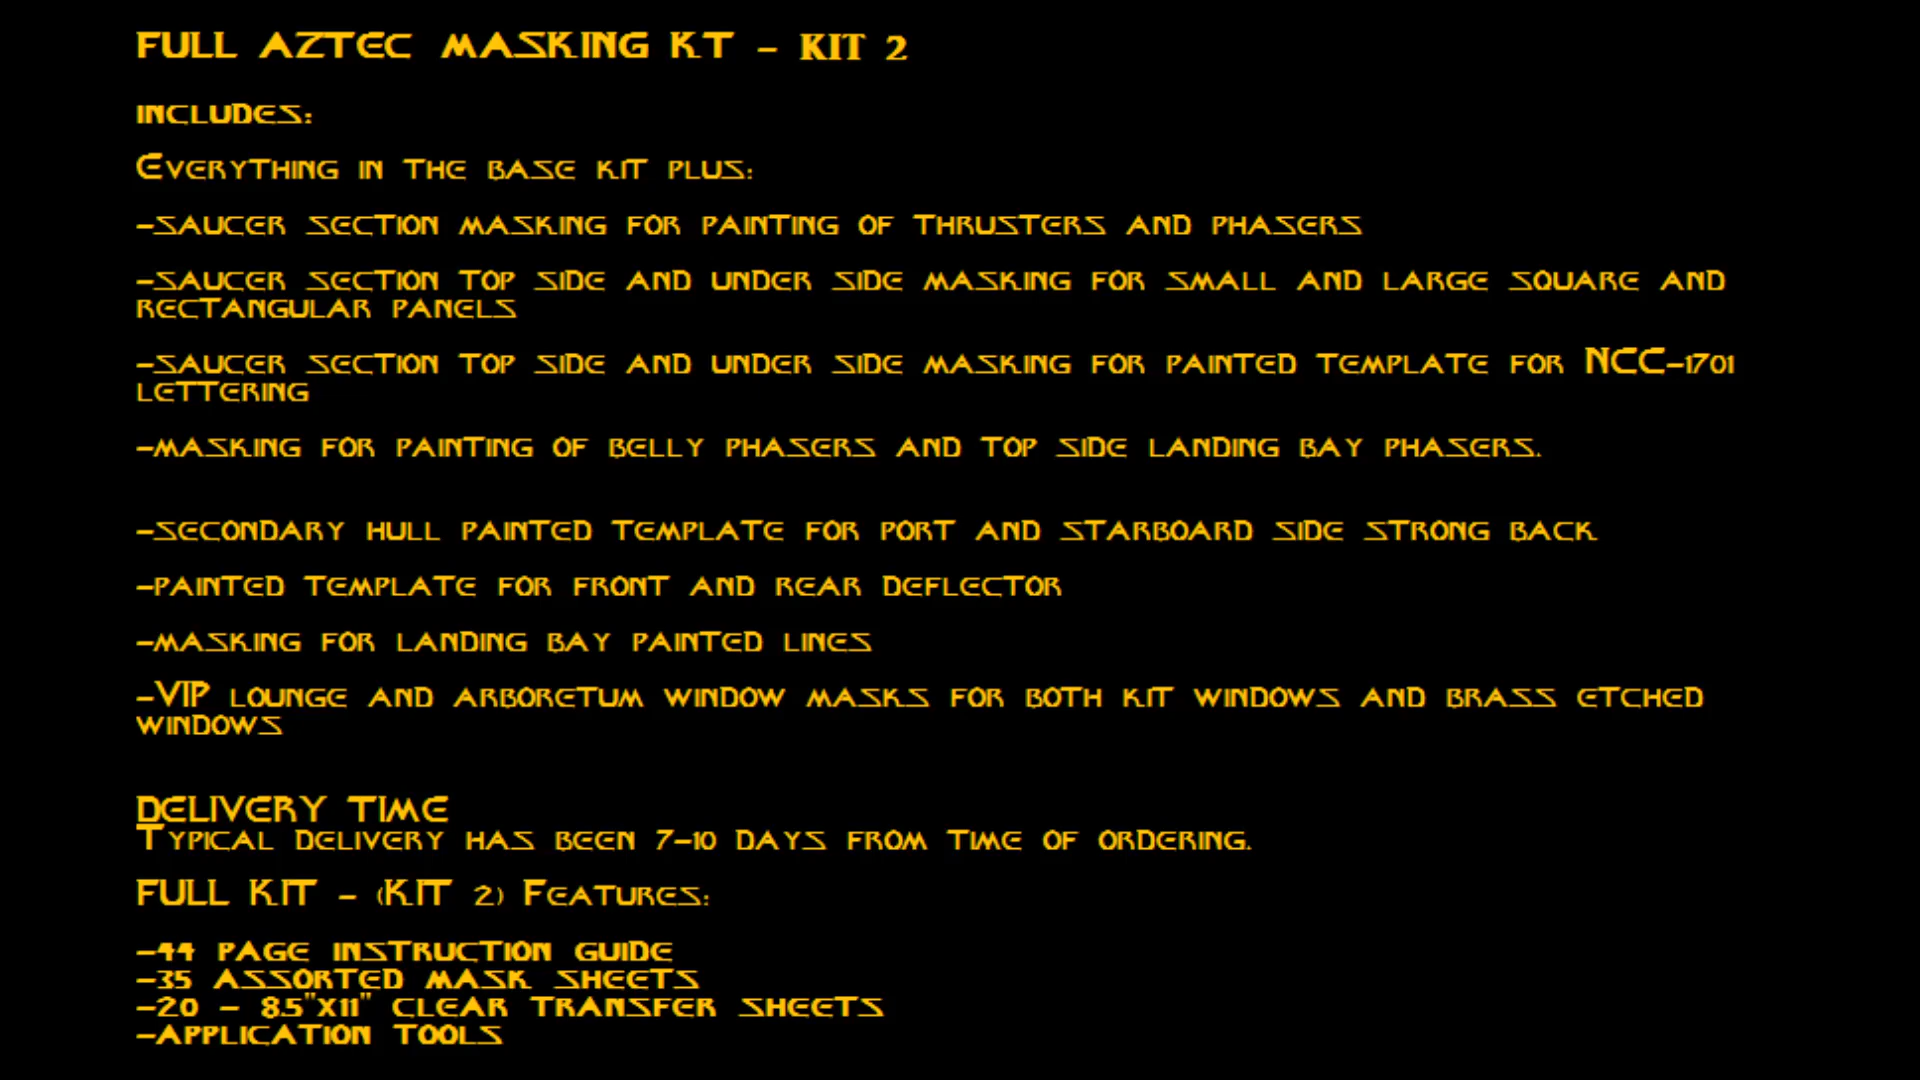 FULL AZTEC MASKING KT - KIT 2
INCLUDES:
EVERYTHING IN THE BASE KIT PLUS:
-SAUCER SECTION MASKING FOR PAINTING OF THRUSTERS AND PHASERS
-SAUCER SECTION TOP SIDE AND UNDER SIDE MASKING FOR SMALL AND LARGE SQUARE AND
RECTANGULAR PANELS
-SAUCER SECTION TOP SIDE AND UNDER SIDE MASKING FOR PAINTED TEMPLATE FOR NCC-1701
LETTERING
-MASKING FOR PAINTING OF BELLY PHASERS AND TOP SIDE LANDING BAY PHASERS.
-SECONDARY HULL PAINTED TEMPLATE FOR PORT AND STARBOARD SIDE STRONG BACK
-PAINTED TEMPLATE FOR FRONT AND REAR DEFLECTOR
-MASKING FOR LANDING BAY PAINTED LINES
-VIP LOUNGE AND ARBORETUM WINDOW MASKS FOR BOTH KIT WINDOWS AND BRASS ETCHED
WINDOWS
DELIVERY TIME
TYPICAL DELIVERY HAS BEEN 7-10 DAYS FROM TIME OF ORDERING.
FULL KIT - (KIT 2) FEATURES:
-44 PAGE INSTRUCTION GUIDE
-35 ASSORTED MASK SHEETS
-20 - 8.5"X11" CLEAR TRANSFER SHEETS
-APPLICATION TOOLS